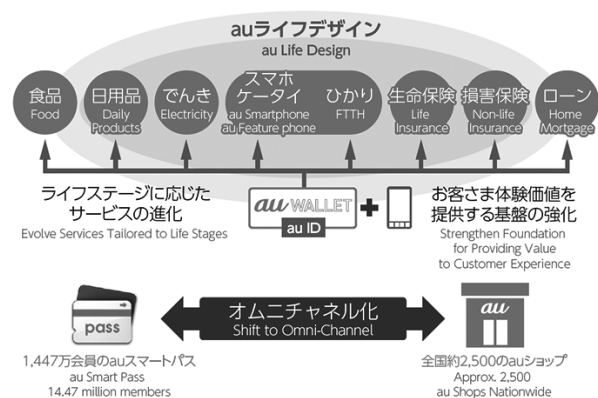 auライフデザイン
au Life Design
食品
Food
日用品
Daily
Products
でんき
Electricity
スマホ
ケータイ
au Smartphone
au Feature phone
ひかり
FTTH
生命保険
Life
Insurance
損害保険
Non-life
Insurance
ローン
Home
Mortgage
ライフステージに応じた
サービスの進化
Evolve Services Tailored to Life Stages
au WALLET
au ID
お客さま体験価値を
提供する基盤の強化
Strengthen Foundation
for Providing Value
to Customer Experience
pass
オムニチャネル化
Shift to Omni-Channel
au
1,447万会員のauスマートパス
au Smart Pass
14.47 million members
全国約2,500のauショップ
Approx. 2,500
au Shops Nationwide